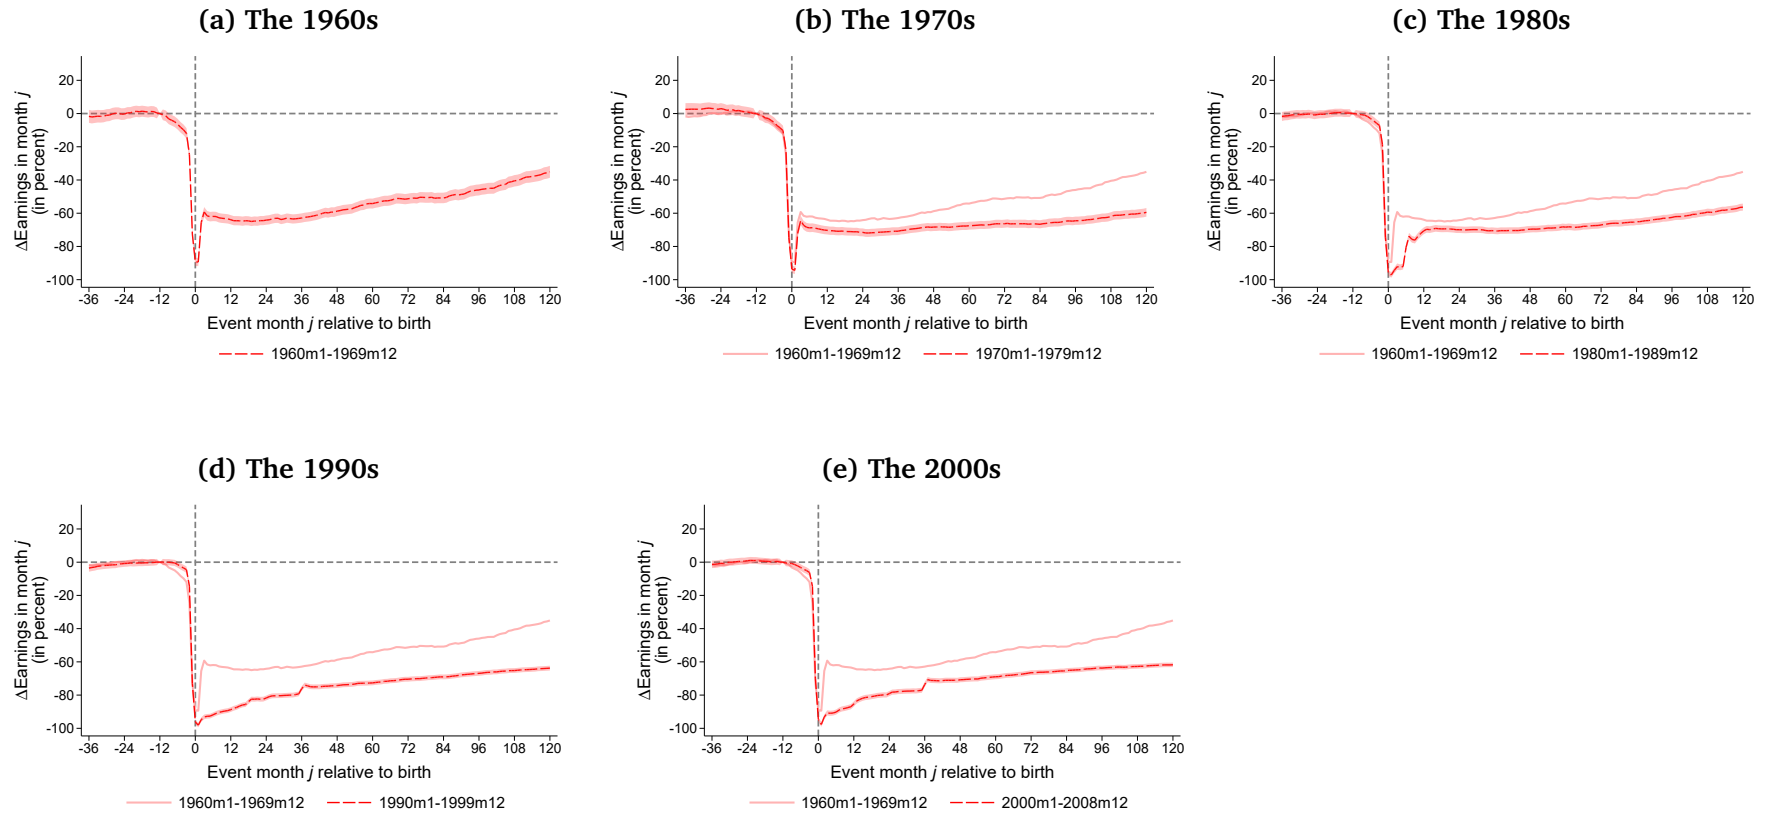 (a) The 1960s
ΔEarnings in month j
(in percent)
20
0
-20
-40
-60
-80
-100
-36 -24 -12 0 12 24 36 48 60 72 84 96 108 120
Event month j relative to birth
1960m1-1969m12
(b) The 1970s
ΔEarnings in month j
(in percent)
20
0
-20
-40
-60
-80
-100
-36 -24 -12 0 12 24 36 48 60 72 84 96 108 120
Event month j relative to birth
1960m1-1969m12 1970m1-1979m12
(c) The 1980s
ΔEarnings in month j
(in percent)
20
0
-20
-40
-60
-80
-100
-36 -24 -12 0 12 24 36 48 60 72 84 96 108 120
Event month j relative to birth
1960m1-1969m12 1980m1-1989m12
(d) The 1990s
ΔEarnings in month j
(in percent)
20
0
-20
-40
-60
-80
-100
-36 -24 -12 0 12 24 36 48 60 72 84 96 108 120
Event month j relative to birth
1960m1-1969m12 1990m1-1999m12
(e) The 2000s
ΔEarnings in month j
(in percent)
20
0
-20
-40
-60
-80
-100
-36 -24 -12 0 12 24 36 48 60 72 84 96 108 120
Event month j relative to birth
1960m1-1969m12 2000m1-2008m12